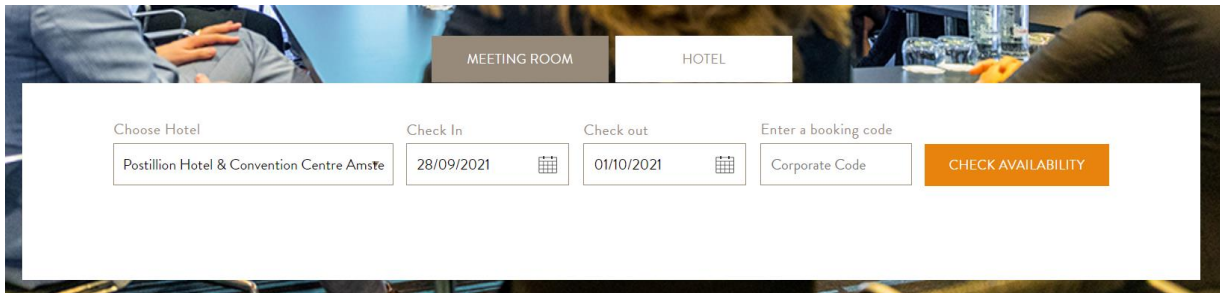 MEETING ROOM
HOTEL
Choose Hotel
Check In
Check out
Enter a booking code
Postillion Hotel & Convention Centre Amste
28/09/2021
01/10/2021
Corporate Code
CHECK AVAILABILITY